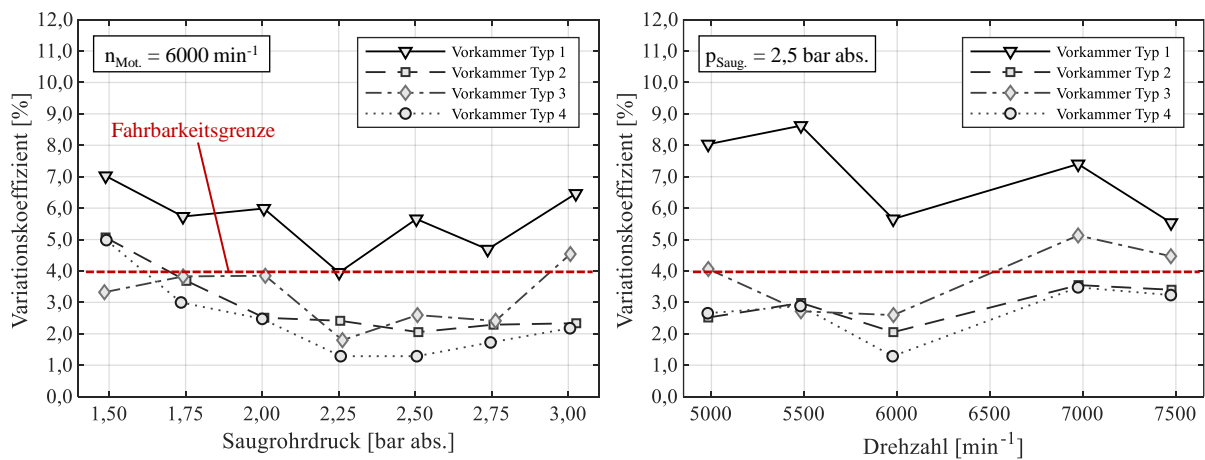 12,0
11,0
10,0
9,0
8,0
7,0
6,0
5,0
4,0
3,0
2,0
1,0
0,0
Variationskoeffizient [%]
n_Mot. = 6000 min⁻¹
Vorkammer Typ 1
Vorkammer Typ 2
Vorkammer Typ 3
Vorkammer Typ 4
Fahrbarkeitsgrenze
1,50 1,75 2,00 2,25 2,50 2,75 3,00
Saugrohrdruck [bar abs.]
12,0
11,0
10,0
9,0
8,0
7,0
6,0
5,0
4,0
3,0
2,0
1,0
0,0
Variationskoeffizient [%]
p_Saug. = 2,5 bar abs.
Vorkammer Typ 1
Vorkammer Typ 2
Vorkammer Typ 3
Vorkammer Typ 4
5000 5500 6000 6500 7000 7500
Drehzahl [min⁻¹]